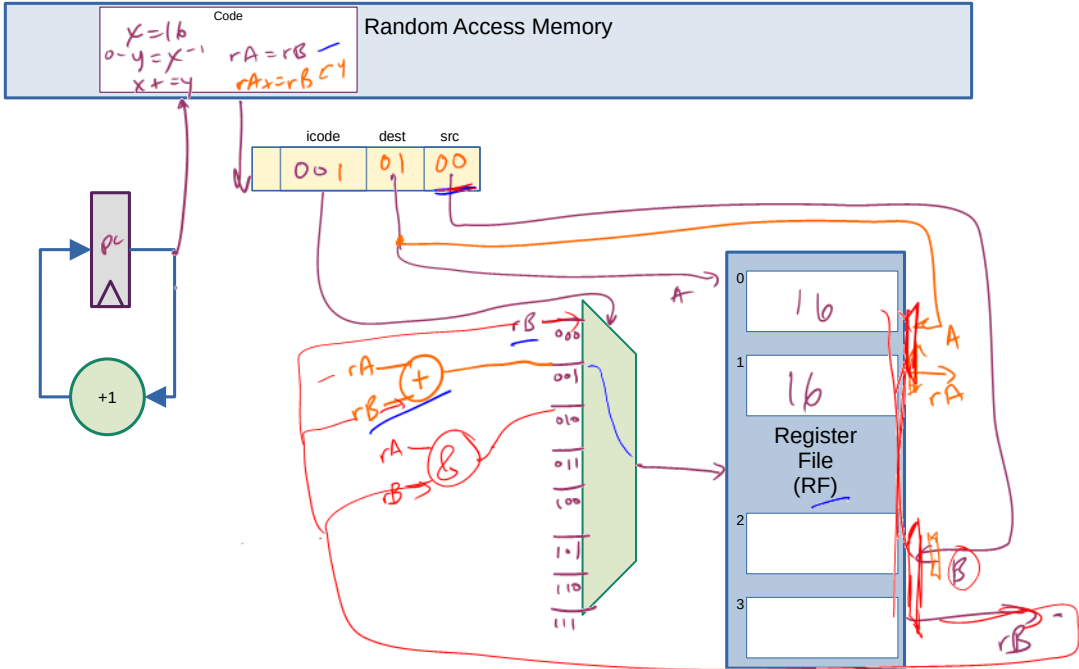 Code
Random Access Memory
x=16
0-y=x-1
x+=y
rA=rB
rA+=rB
icode dest src
001 01 00
pc
+1
A
rB
000
rA
+
001
rB
010
rA
&
rB
011
100
101
110
111
0
16
1
16
Register
File
(RF)
2
3
A
rA
B
rB